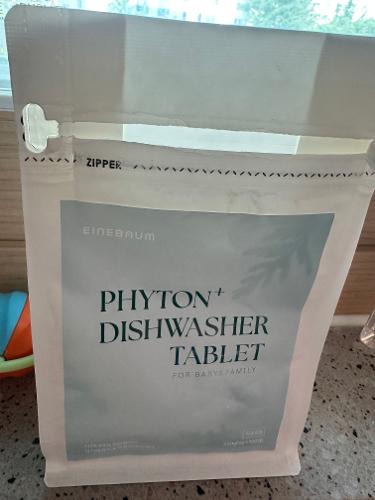 ZIPPER
EINEBAUM
PHYTON+
DISHWASHER
TABLET
FOR BABY&FAMILY